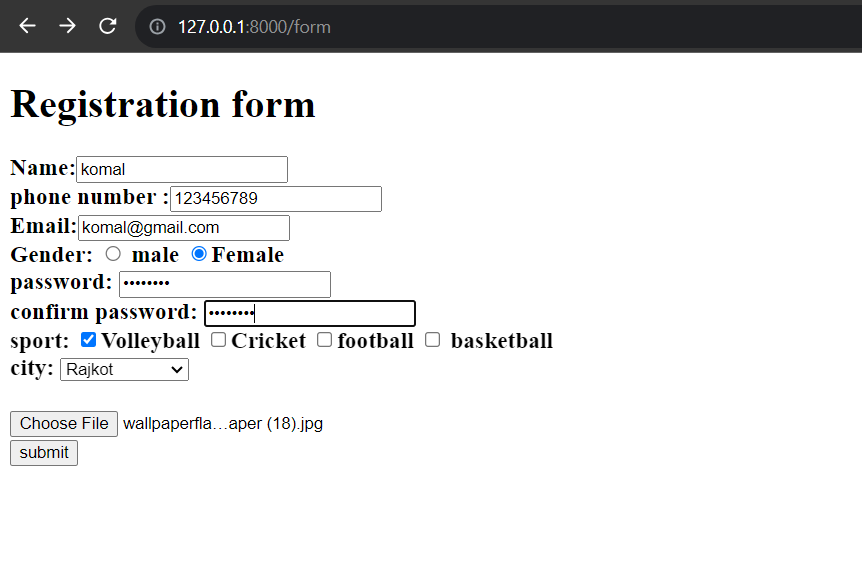 127.0.0.1:8000/form
Registration form
Name: komal
phone number : 123456789
Email: komal@gmail.com
Gender: male Female
password: ••••••••
confirm password: ••••••••
sport: Volleyball Cricket football basketball
city: Rajkot
Choose File wallpaperfla...aper (18).jpg
submit